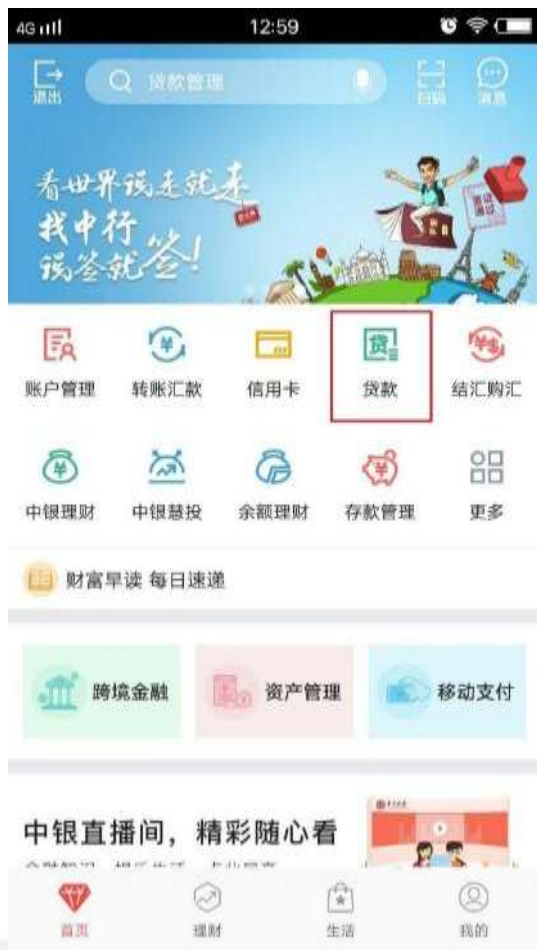 4G 12:59
退出 贷款管理 扫码 消息
看世界说走就走
我中行
说签就签!
账户管理 转账汇款 信用卡 贷款 结汇购汇
中银理财 中银慧投 余额理财 存款管理 更多
财富早读 每日速递
跨境金融 资产管理 移动支付
中银直播间，精彩随心看
首页 理财 生活 我的